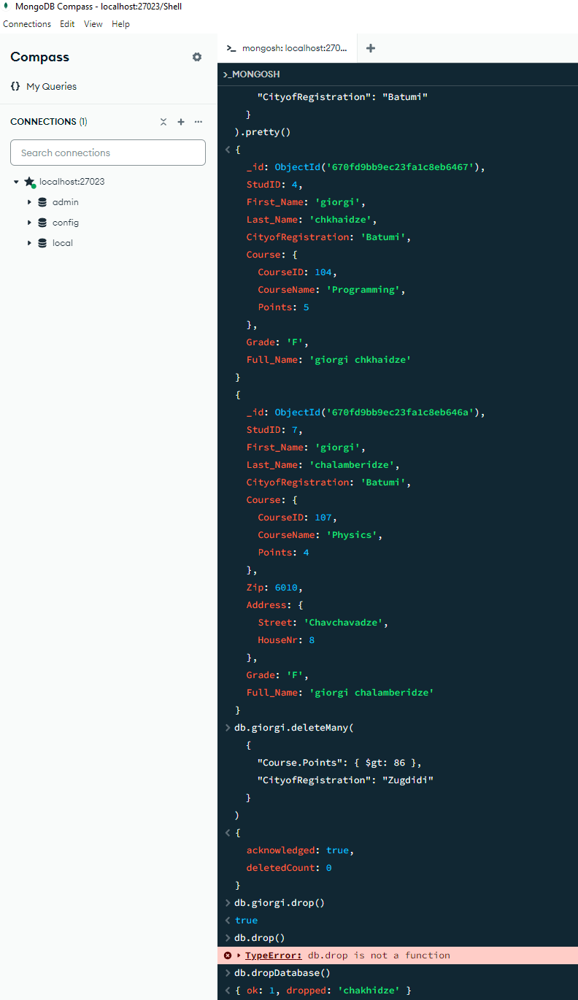 MongoDB Compass - localhost:27023/Shell
Connections Edit View Help
Compass
{} My Queries
CONNECTIONS (1)
Search connections
localhost:27023
admin
config
local
>_ mongosh: localhost:270... +
>_MONGOSH
"CityofRegistration": "Batumi"
}
).pretty()
< {
_id: ObjectId('670fd9bb9ec23fa1c8eb6467'),
StudID: 4,
First_Name: 'giorgi',
Last_Name: 'chkhaidze',
CityofRegistration: 'Batumi',
Course: {
CourseID: 104,
CourseName: 'Programming',
Points: 5
},
Grade: 'F',
Full_Name: 'giorgi chkhaidze'
}
{
_id: ObjectId('670fd9bb9ec23fa1c8eb646a'),
StudID: 7,
First_Name: 'giorgi',
Last_Name: 'chalamberidze',
CityofRegistration: 'Batumi',
Course: {
CourseID: 107,
CourseName: 'Physics',
Points: 4
},
Zip: 6010,
Address: {
Street: 'Chavchavadze',
HouseNr: 8
},
Grade: 'F',
Full_Name: 'giorgi chalamberidze'
}
> db.giorgi.deleteMany(
{
"Course.Points": { $gt: 86 },
"CityofRegistration": "Zugdidi"
}
)
< {
acknowledged: true,
deletedCount: 0
}
> db.giorgi.drop()
< true
> db.drop()
TypeError: db.drop is not a function
> db.dropDatabase()
< { ok: 1, dropped: 'chakhidze' }